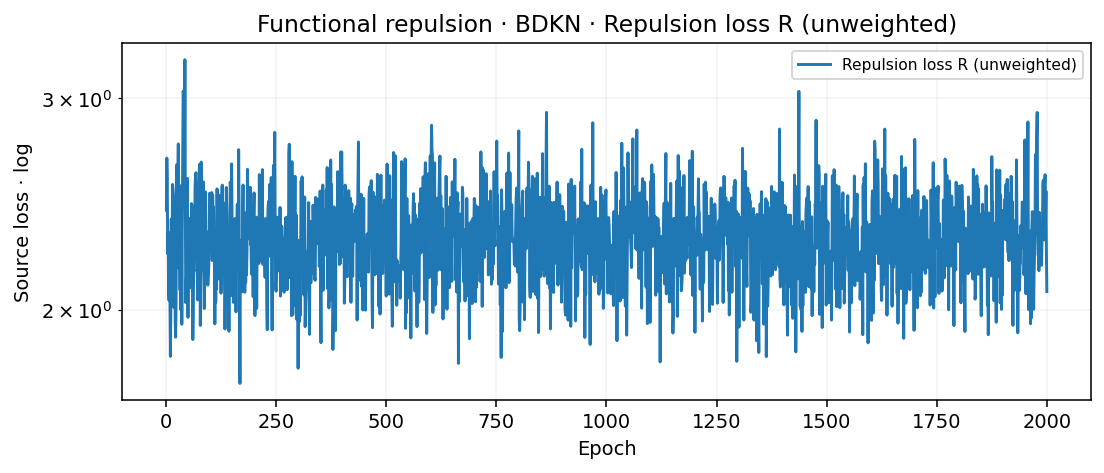 Functional repulsion · BDKN · Repulsion loss R (unweighted)
Repulsion loss R (unweighted)
Source loss · log
3 × 10⁰
2 × 10⁰
0 250 500 750 1000 1250 1500 1750 2000
Epoch